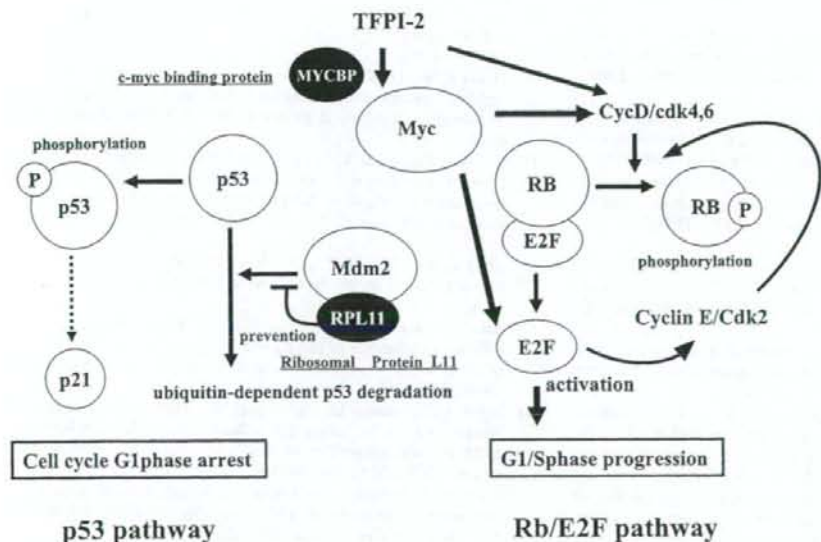 TFPI-2
c-myc binding protein
MYCBP
Myc
CycD/cdk4,6
phosphorylation
P
p53
p53
RB
E2F
RB
P
phosphorylation
Mdm2
RPL11
prevention
Ribosomal Protein L11
ubiquitin-dependent p53 degradation
p21
E2F
Cyclin E/Cdk2
activation
Cell cycle G1phase arrest
G1/Sphase progression
p53 pathway
Rb/E2F pathway